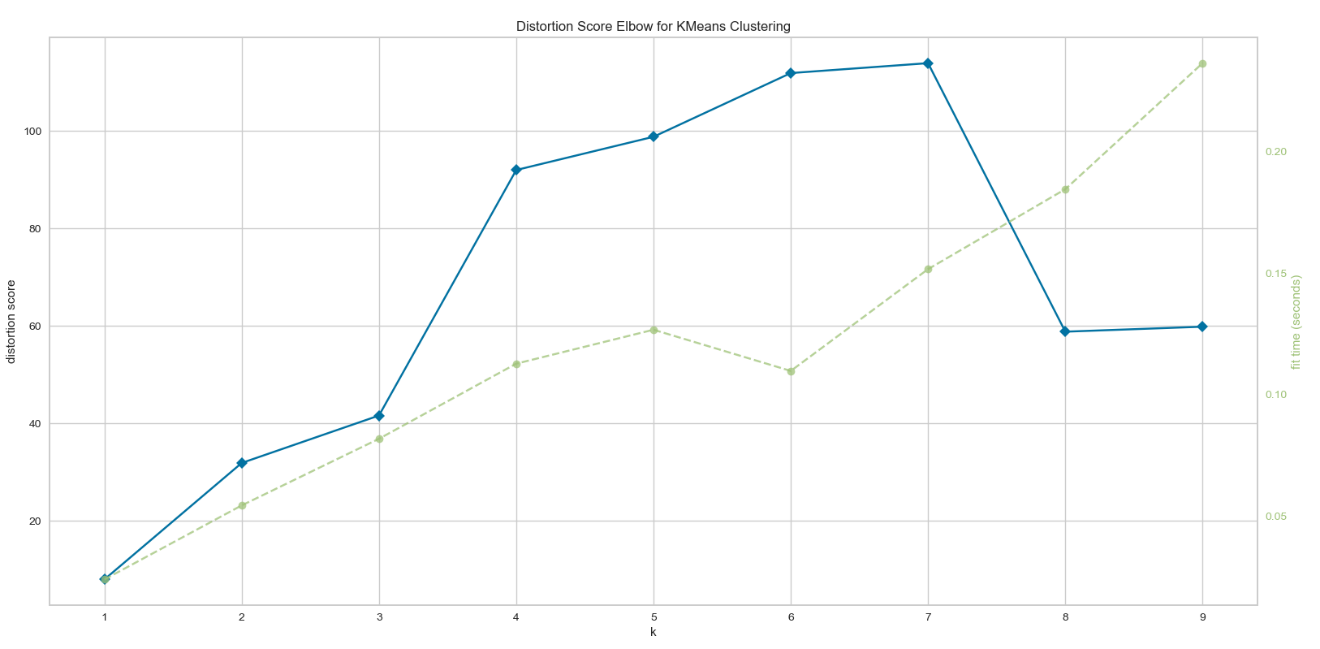 Distortion Score Elbow for KMeans Clustering
100
80
60
40
20
distortion score
0.20
0.15
0.10
0.05
fit time (seconds)
1 2 3 4 5 6 7 8 9
k